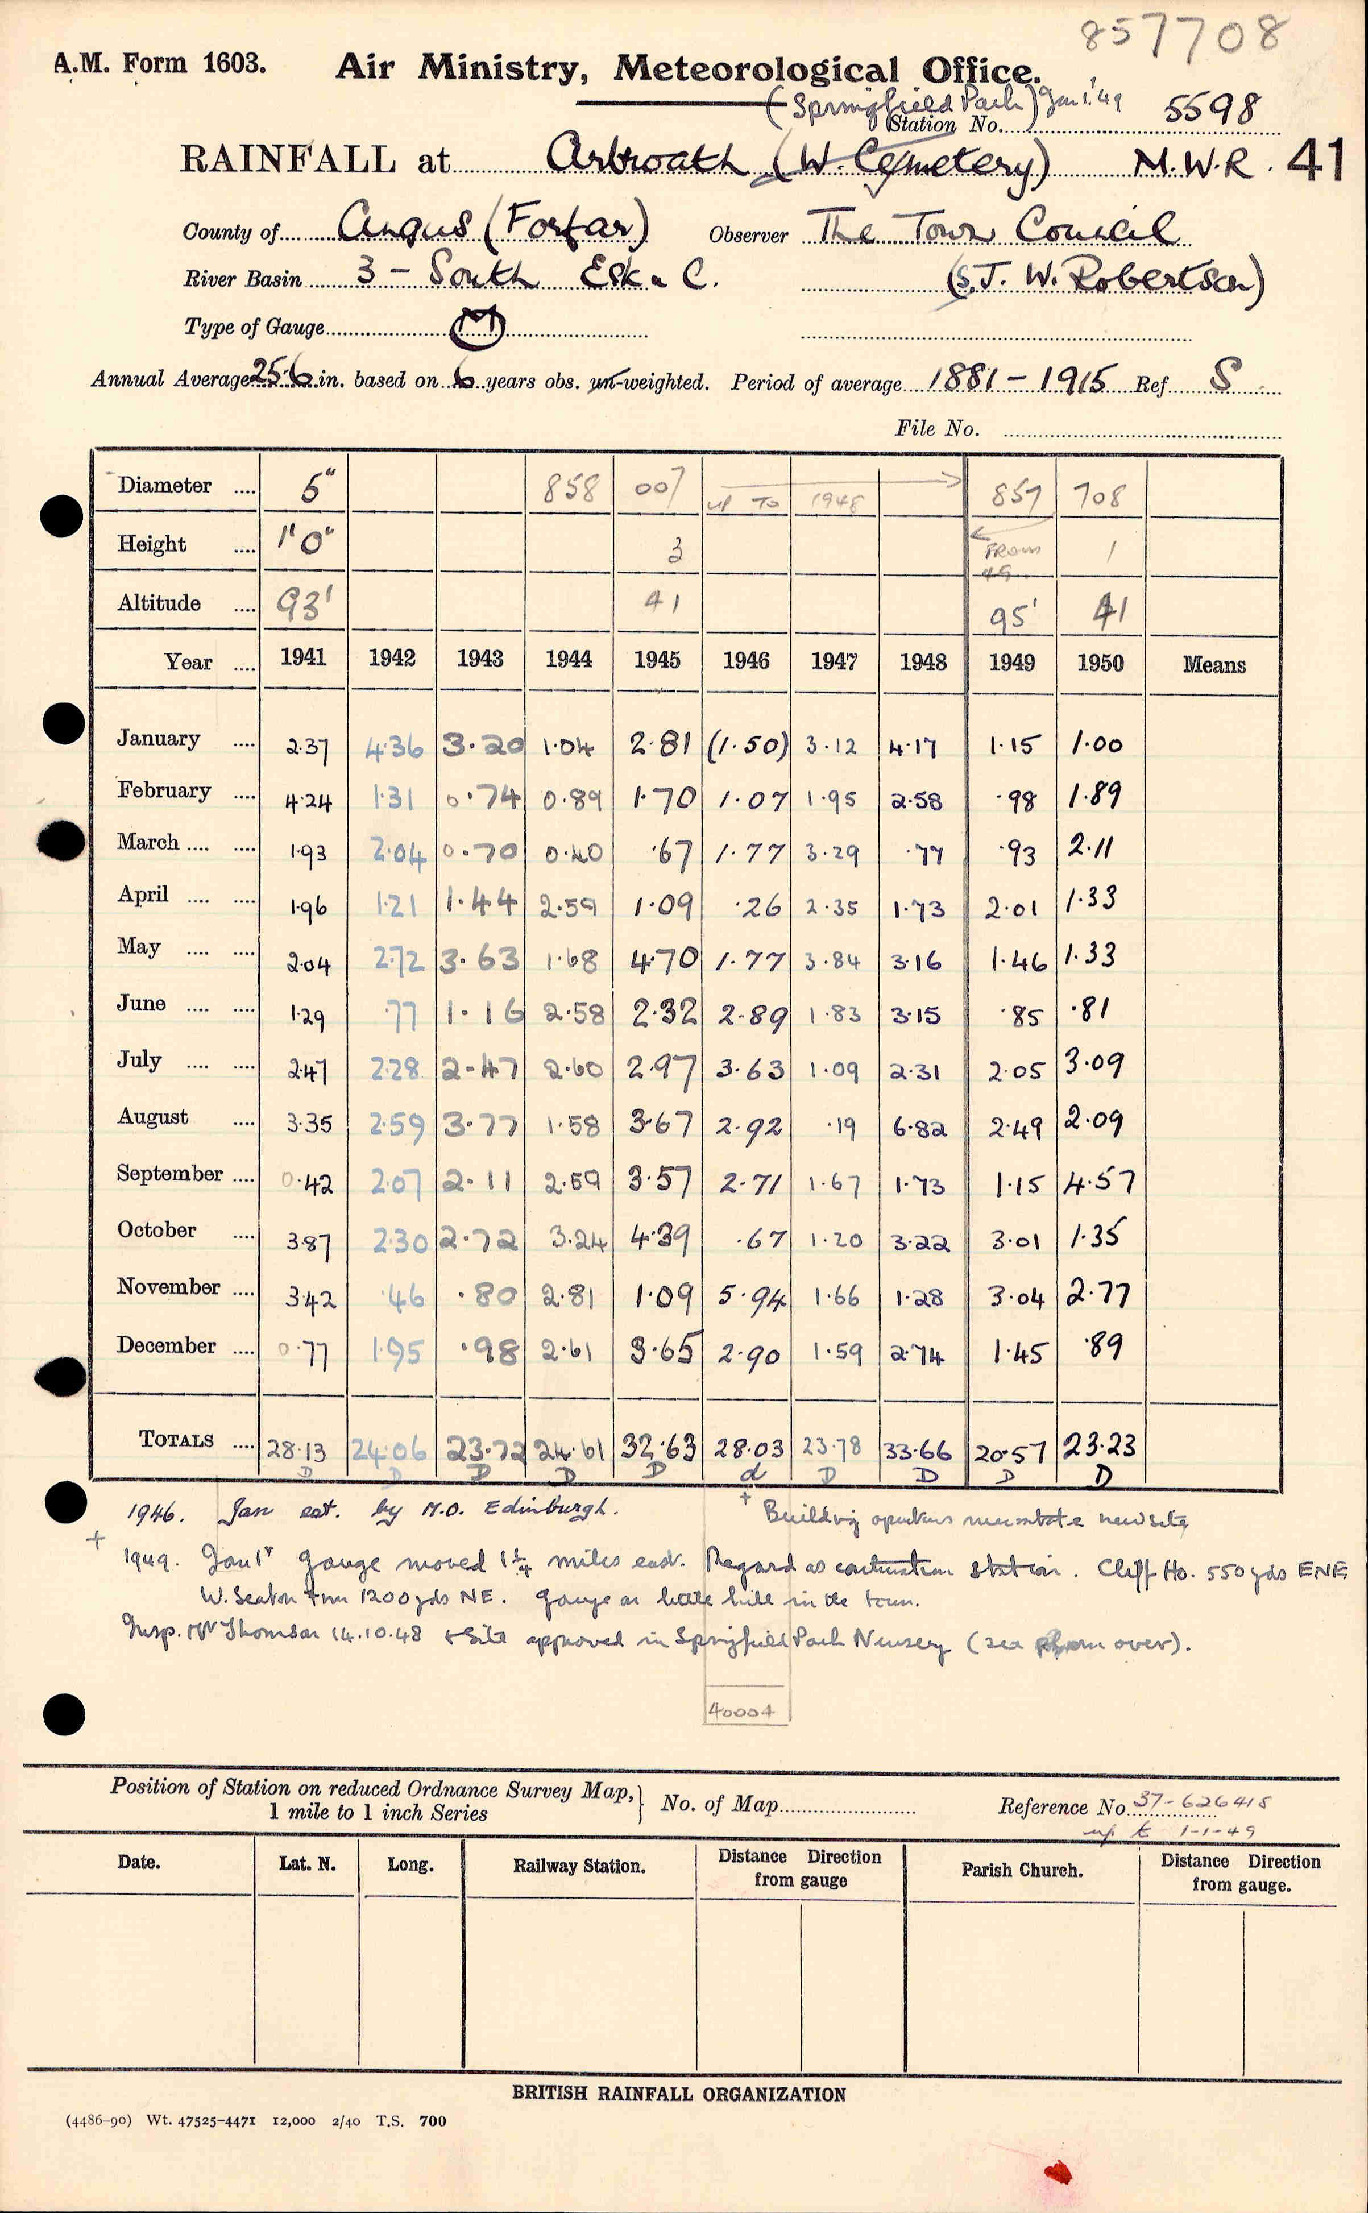 857708
A.M. Form 1603. Air Ministry, Meteorological Office.
(Springfield Park) Jan 1 '49
Station No. 5598
RAINFALL at Arbroath (W. Cemetery) M.W.R. 41
County of Angus (Forfar) Observer The Town Council
River Basin 3 - South Esk & C. (S. J. W. Robertson)
Type of Gauge M
Annual Average 25.6 in. based on 6 years obs. un-weighted. Period of average 1881 - 1915 Ref S
File No.
Diameter .... 5" 858 007 up to 1948 857 708
Height .... 1' 0" 3 FROM 49 1
Altitude .... 93' 41 95' 41
Year .... 1941 1942 1943 1944 1945 1946 1947 1948 1949 1950 Means
January .... 2.37 4.36 3.20 1.04 2.81 (1.50) 3.12 4.17 1.15 1.00
February .... 4.24 1.31 0.74 0.89 1.70 1.07 1.95 2.58 .98 1.89
March .... .... 1.93 2.04 0.70 0.40 .67 1.77 3.29 .77 .93 2.11
April .... .... 1.96 1.21 1.44 2.59 1.09 .26 2.35 1.73 2.01 1.33
May .... .... 2.04 2.72 3.63 1.68 4.70 1.77 3.84 3.16 1.46 1.33
June .... .... 1.29 .77 1.16 2.58 2.32 2.89 1.83 3.15 .85 .81
July .... .... 2.47 2.28 2.47 2.60 2.97 3.63 1.09 2.31 2.05 3.09
August .... 3.35 2.59 3.77 1.58 3.67 2.92 .19 6.82 2.49 2.09
September .... 0.42 2.07 2.11 2.59 3.57 2.71 1.67 1.73 1.15 4.57
October .... 3.87 2.30 2.72 3.24 4.39 .67 1.20 3.22 3.01 1.35
November .... 3.42 .46 .80 2.81 1.09 5.94 1.66 1.28 3.04 2.77
December .... 0.77 1.95 .98 2.61 3.65 2.90 1.59 2.74 1.45 .89
TOTALS .... 28.13 24.06 23.72 24.61 32.63 28.03 23.78 33.66 20.57 23.23
D D D D D d D D D D
1946. Jan est. by M.O. Edinburgh. + Building new site
+ 1949. Jan 1st gauge moved 1 1/4 miles east. Regard as continuation station. Cliff Ho. 550 yds ENE
W. Seaton Fm 1200 yds NE. Gauge on little hill in the town.
Insp. Mr Thomson 14.10.48 & Site approved in Springfield Park Nursery (see over).
40004
Position of Station on reduced Ordnance Survey Map,} No. of Map Reference No. 37-626418
1 mile to 1 inch Series
up to 1-1-49
Date. Lat. N. Long. Railway Station. Distance Direction from gauge Parish Church. Distance Direction from gauge.
BRITISH RAINFALL ORGANIZATION
(4486-90) Wt. 47525-4471 12,000 2/40 T.S. 700